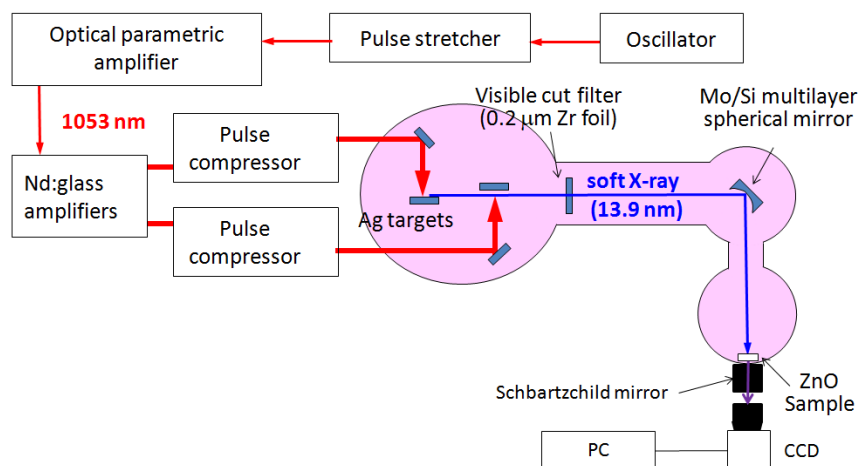 Optical parametric
amplifier
Pulse stretcher
Oscillator
1053 nm
Visible cut filter
(0.2 μm Zr foil)
Mo/Si multilayer
spherical mirror
Pulse
compressor
Nd:glass
amplifiers
soft X-ray
(13.9 nm)
Ag targets
Pulse
compressor
Schbartzchild mirror
ZnO
Sample
PC
CCD